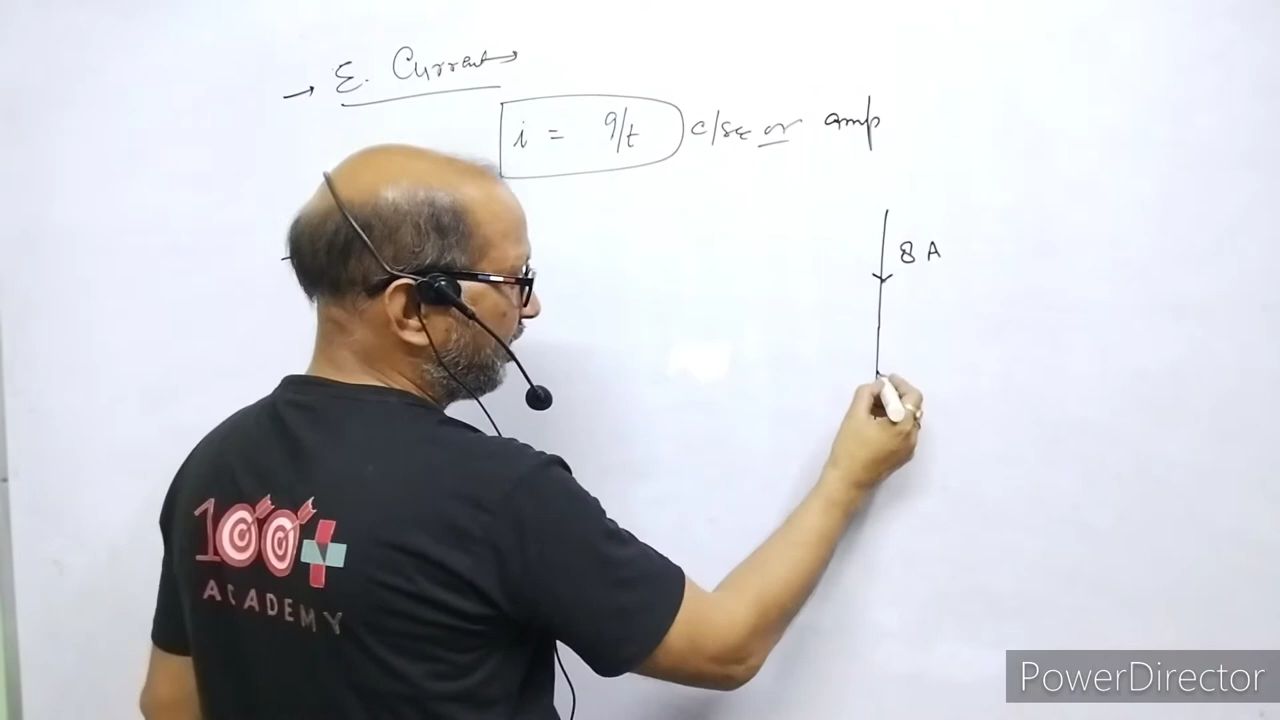 → E. Current →
i = q/t c/sec or amp
8 A
100+
ACADEMY
PowerDirector